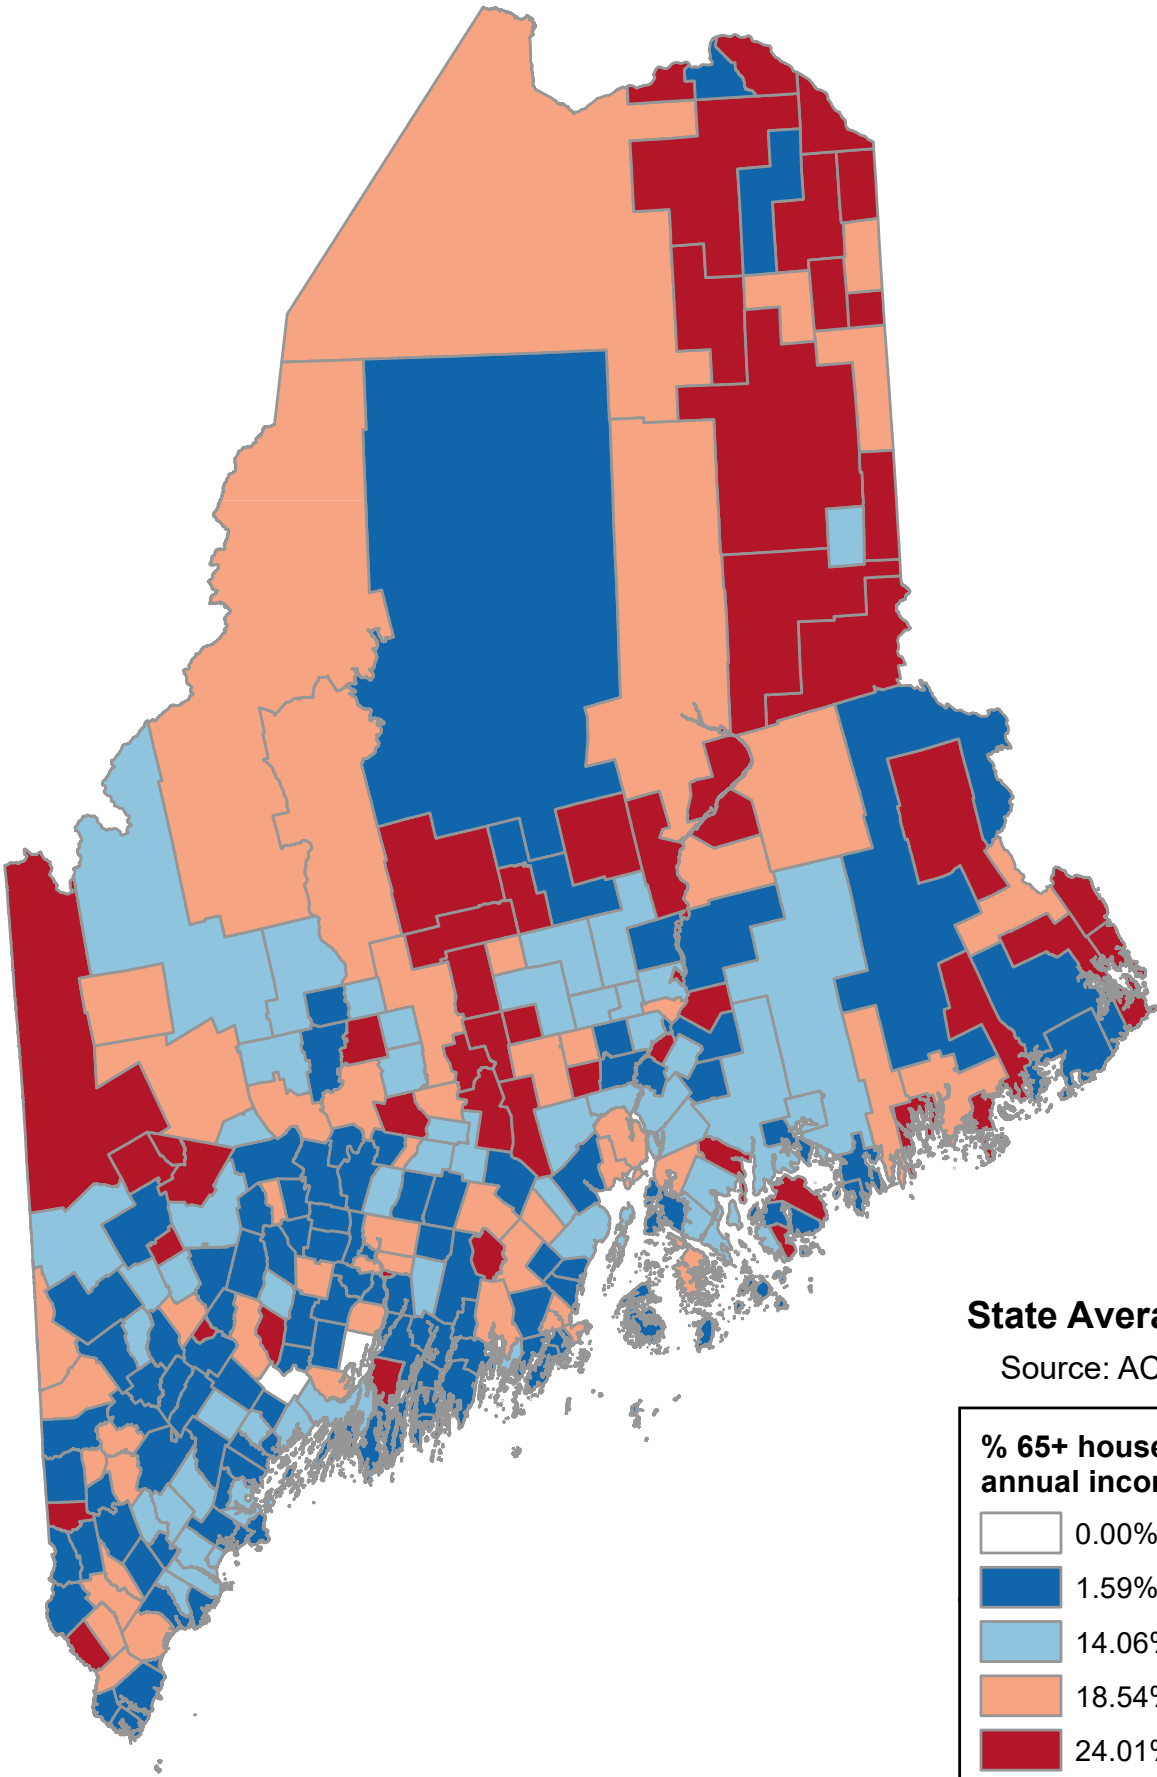 State Avera
Source: AC
% 65+ house
annual incor
0.00%
1.59%
14.06%
18.54%
24.01%